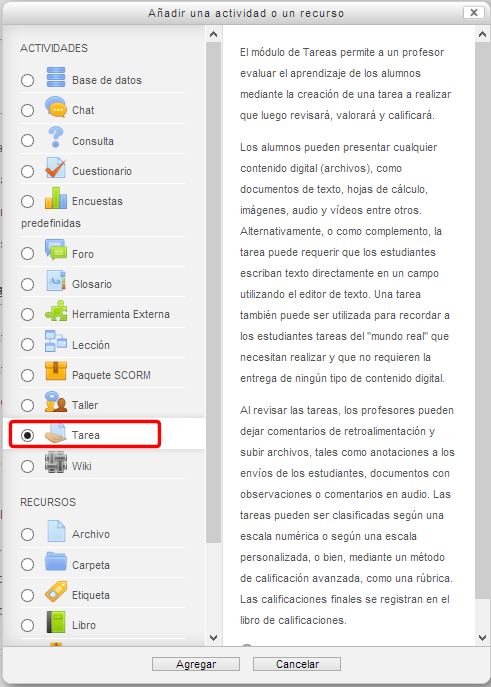 Añadir una actividad o un recurso
ACTIVIDADES
Base de datos
Chat
Consulta
Cuestionario
Encuestas
predefinidas
Foro
Glosario
Herramienta Externa
Lección
Paquete SCORM
Taller
Tarea
Wiki
RECURSOS
Archivo
Carpeta
Etiqueta
Libro
El módulo de Tareas permite a un profesor
evaluar el aprendizaje de los alumnos
mediante la creación de una tarea a realizar
que luego revisará, valorará y calificará.
Los alumnos pueden presentar cualquier
contenido digital (archivos), como
documentos de texto, hojas de cálculo,
imágenes, audio y vídeos entre otros.
Alternativamente, o como complemento, la
tarea puede requerir que los estudiantes
escriban texto directamente en un campo
utilizando el editor de texto. Una tarea
también puede ser utilizada para recordar a
los estudiantes tareas del "mundo real" que
necesitan realizar y que no requieren la
entrega de ningún tipo de contenido digital.
Al revisar las tareas, los profesores pueden
dejar comentarios de retroalimentación y
subir archivos, tales como anotaciones a los
envíos de los estudiantes, documentos con
observaciones o comentarios en audio. Las
tareas pueden ser clasificadas según una
escala numérica o según una escala
personalizada, o bien, mediante un método
de calificación avanzada, como una rúbrica.
Las calificaciones finales se registran en el
libro de calificaciones.
Agregar
Cancelar